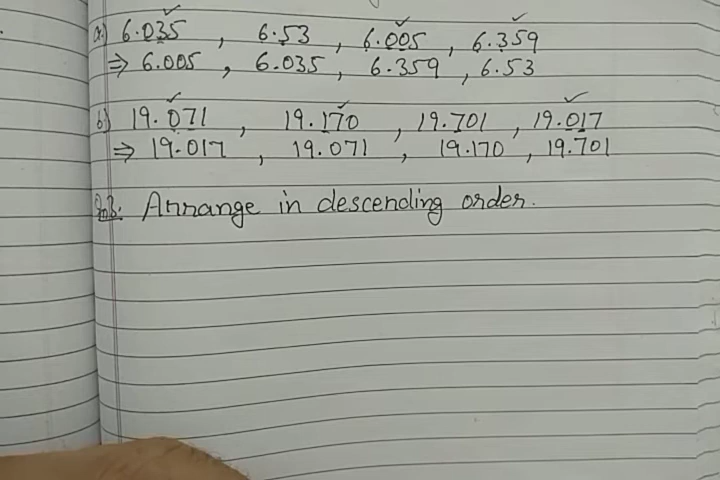 a) 6.035 , 6.53 , 6.005 , 6.359
⇒ 6.005 , 6.035 , 6.359 , 6.53
b) 19.071 , 19.170 , 19.701 , 19.017
⇒ 19.017 , 19.071 , 19.170 , 19.701
Qn3. Arrange in descending order.